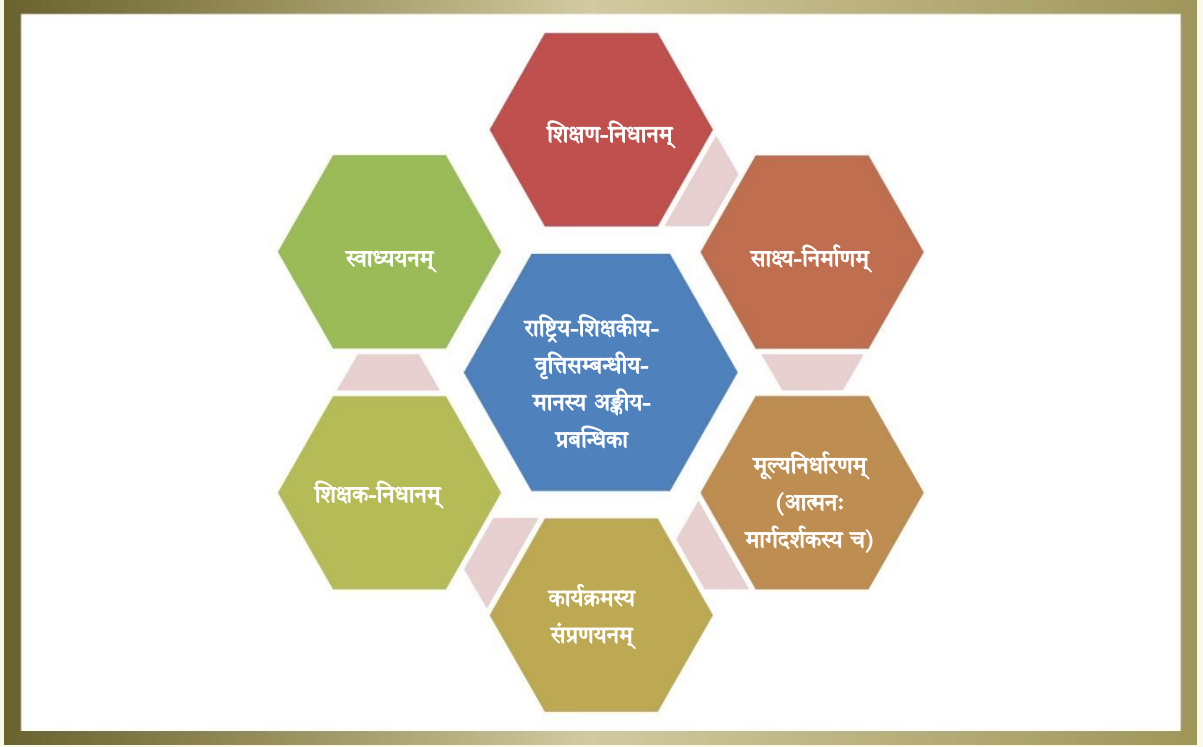 शिक्षण-निधानम्
साक्ष्य-निर्माणम्
मूल्यनिर्धारणम्
(आत्मनः
मार्गदर्शकस्य च)
कार्यक्रमस्य
संप्रणयनम्
शिक्षक-निधानम्
स्वाध्ययनम्
राष्ट्रिय-शिक्षकीय-
वृत्तिसम्बन्धीय-
मानस्य अङ्कीय-
प्रबन्धिका